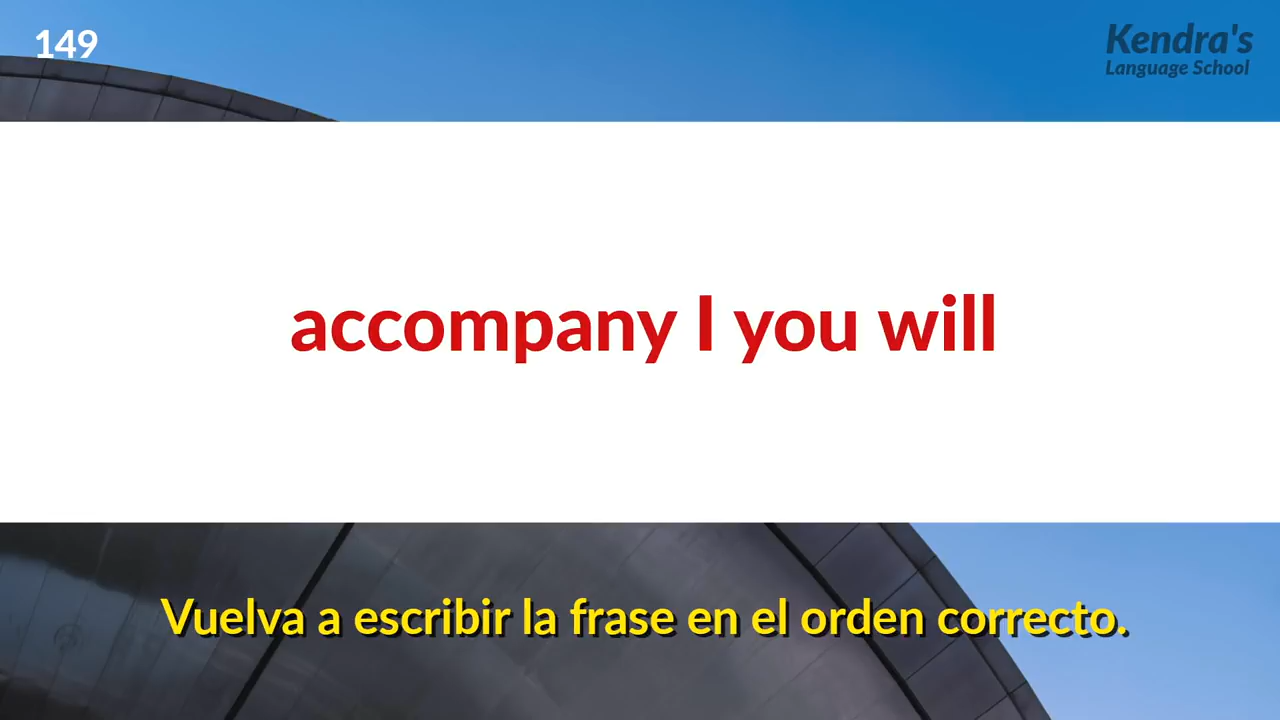 149
Kendra's
Language School
accompany I you will
Vuelva a escribir la frase en el orden correcto.